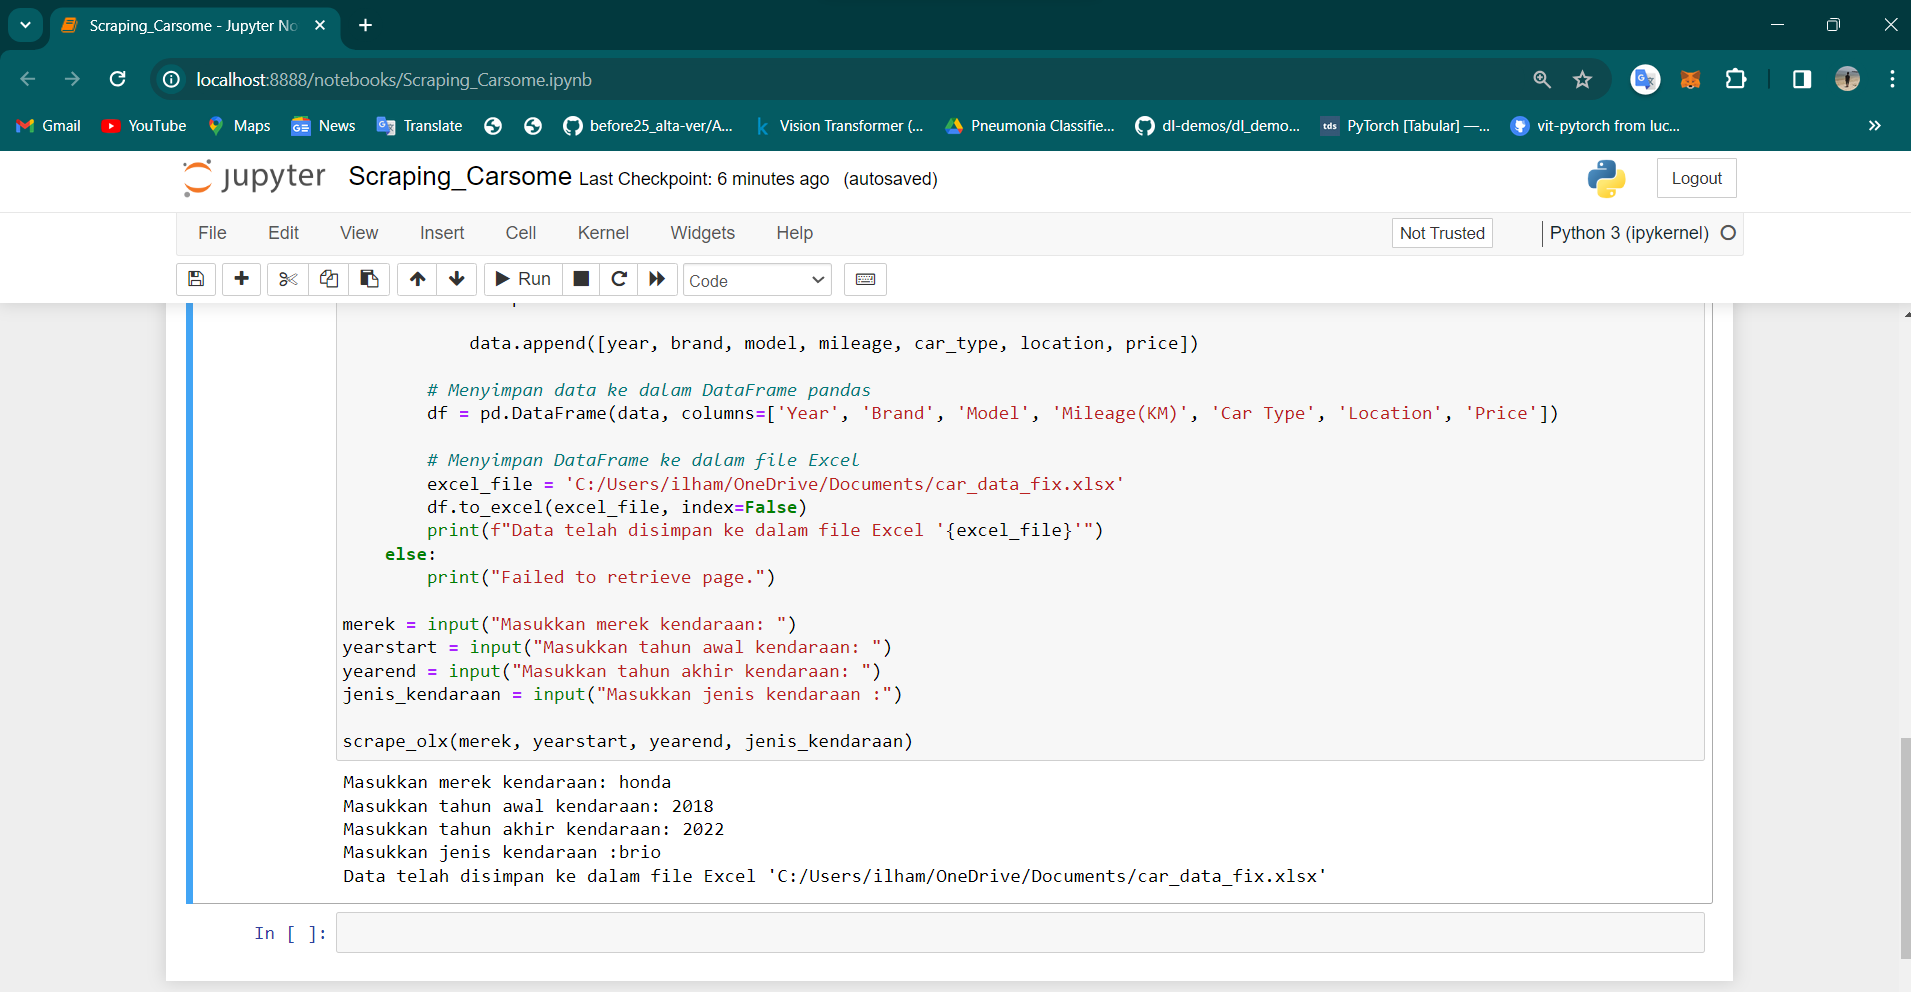 Scraping_Carsome - Jupyter No
localhost:8888/notebooks/Scraping_Carsome.ipynb
Gmail YouTube Maps News Translate before25_alta-ver/A... Vision Transformer (... Pneumonia Classifie... dl-demos/dl_demo... tds PyTorch [Tabular] —... vit-pytorch from luc...
jupyter Scraping_Carsome Last Checkpoint: 6 minutes ago (autosaved) Logout
File Edit View Insert Cell Kernel Widgets Help Not Trusted Python 3 (ipykernel)
Run Code
data.append([year, brand, model, mileage, car_type, location, price])
# Menyimpan data ke dalam DataFrame pandas
df = pd.DataFrame(data, columns=['Year', 'Brand', 'Model', 'Mileage(KM)', 'Car Type', 'Location', 'Price'])
# Menyimpan DataFrame ke dalam file Excel
excel_file = 'C:/Users/ilham/OneDrive/Documents/car_data_fix.xlsx'
df.to_excel(excel_file, index=False)
print(f"Data telah disimpan ke dalam file Excel '{excel_file}'")
else:
print("Failed to retrieve page.")
merek = input("Masukkan merek kendaraan: ")
yearstart = input("Masukkan tahun awal kendaraan: ")
yearend = input("Masukkan tahun akhir kendaraan: ")
jenis_kendaraan = input("Masukkan jenis kendaraan :")
scrape_olx(merek, yearstart, yearend, jenis_kendaraan)
Masukkan merek kendaraan: honda
Masukkan tahun awal kendaraan: 2018
Masukkan tahun akhir kendaraan: 2022
Masukkan jenis kendaraan :brio
Data telah disimpan ke dalam file Excel 'C:/Users/ilham/OneDrive/Documents/car_data_fix.xlsx'
In [ ]: